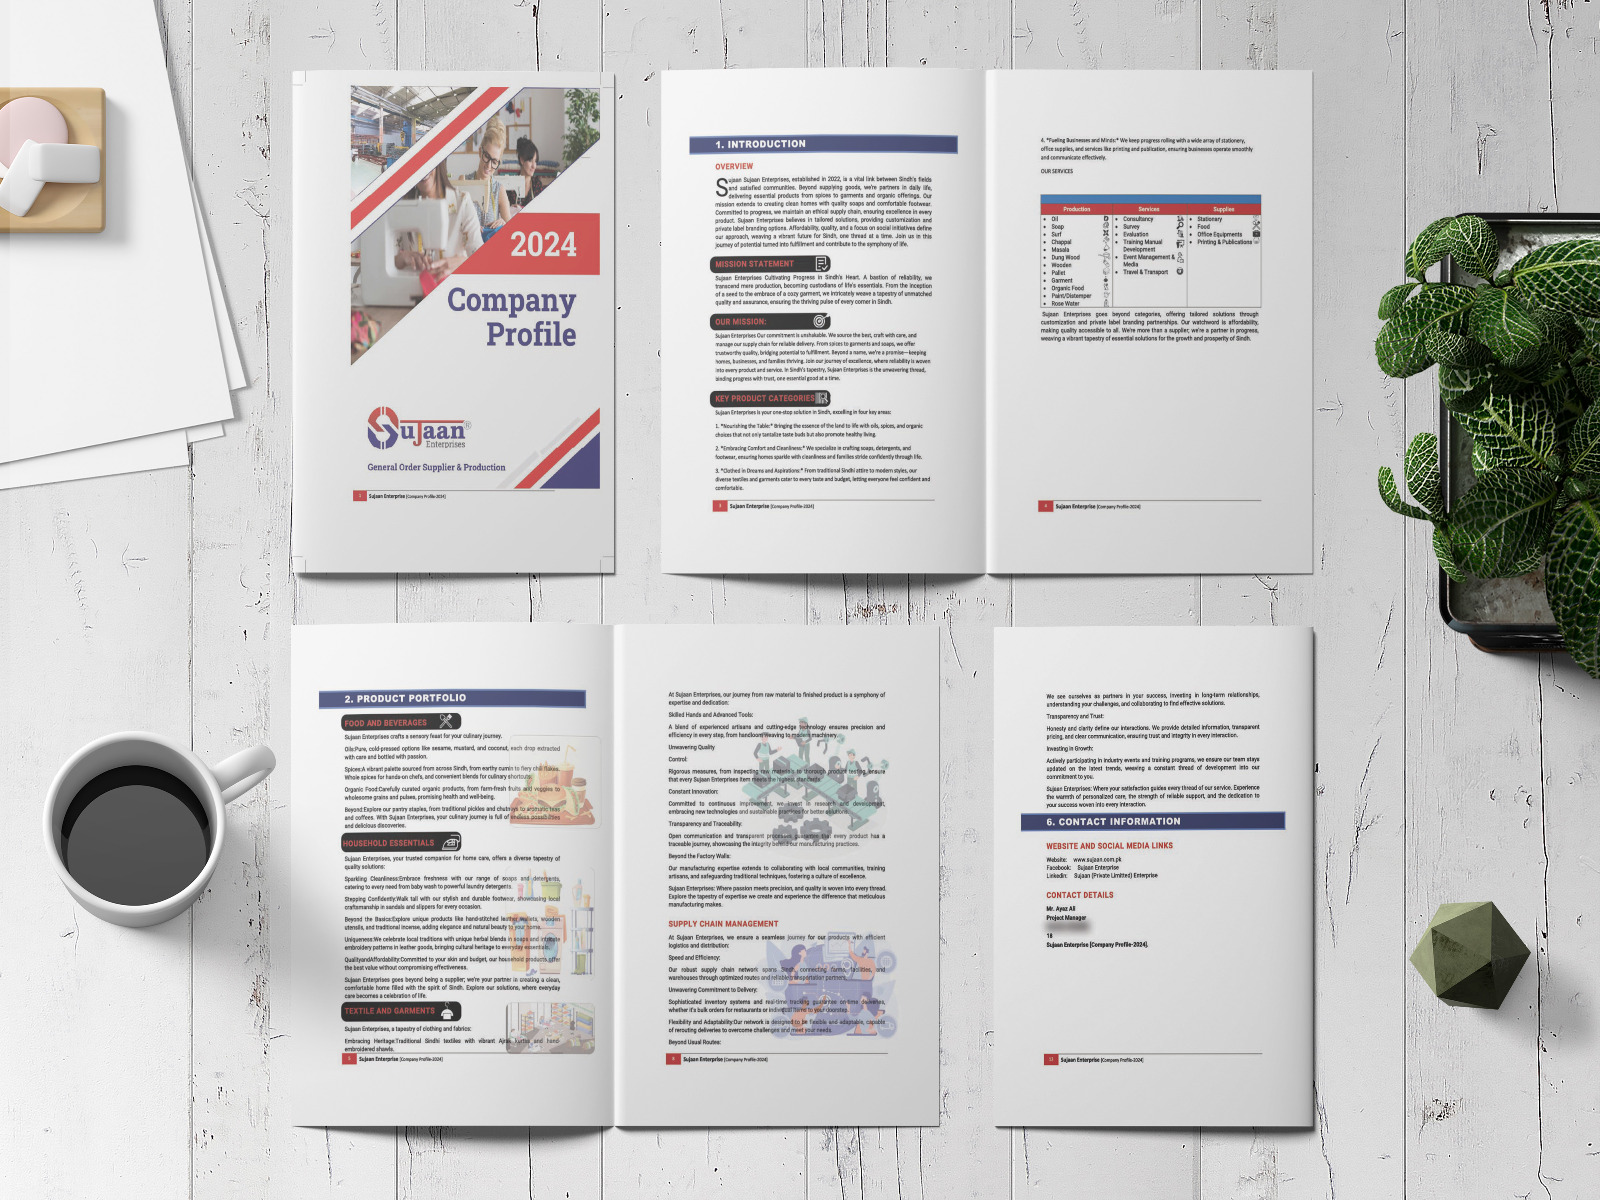 2024
Company
Profile
SuJaan®
Enterprises
General Order Supplier & Production
1 Sujaan Enterprise [Company Profile-2024]
1. INTRODUCTION
OVERVIEW
Sujaan Sujaan Enterprises, established in 2022, is a vital link between Sindh's fields
and satisfied communities. Beyond supplying goods, we're partners in daily life,
delivering essential products from spices to garments and organic offerings. Our
mission extends to creating clean homes with quality soaps and comfortable footwear.
Committed to progress, we maintain an ethical supply chain, ensuring excellence in every
product. Sujaan Enterprises believes in tailored solutions, providing customization and
private label branding options. Affordability, quality, and a focus on social initiatives define
our approach, weaving a vibrant future for Sindh, one thread at a time. Join us in this
journey of potential turned into fulfillment and contribute to the symphony of life.
MISSION STATEMENT
Sujaan Enterprises Cultivating Progress in Sindh's Heart. A bastion of reliability, we
transcend mere production, becoming custodians of life's essentials. From the inception
of a seed to the embrace of a cozy garment, we intricately weave a tapestry of unmatched
quality and assurance, ensuring the thriving pulse of every corner in Sindh.
OUR MISSION:
Sujaan Enterprises Our commitment is unshakable. We source the best, craft with care, and
manage our supply chain for reliable delivery. From spices to garments and soaps, we offer
trustworthy quality, bridging potential to fulfillment. Beyond a name, we're a promise—keeping
homes, businesses, and families thriving. Join our journey of excellence, where reliability is woven
into every product and service. In Sindh's tapestry, Sujaan Enterprises is the unwavering thread,
binding progress with trust, one essential good at a time.
KEY PRODUCT CATEGORIES
Sujaan Enterprises is your one-stop solution in Sindh, excelling in four key areas:
1. *Nourishing the Table:* Bringing the essence of the land to life with oils, spices, and organic
choices that not only tantalize taste buds but also promote healthy living.
2. *Embracing Comfort and Cleanliness:* We specialize in crafting soaps, detergents, and
footwear, ensuring homes sparkle with cleanliness and families stride confidently through life.
3. *Clothed in Dreams and Aspirations:* From traditional Sindhi attire to modern styles, our
diverse textiles and garments cater to every taste and budget, letting everyone feel confident and
comfortable.
3 Sujaan Enterprise [Company Profile-2024]
4. *Fueling Businesses and Minds:* We keep progress rolling with a wide array of stationery,
office supplies, and services like printing and publication, ensuring businesses operate smoothly
and communicate effectively.
OUR SERVICES
Production Services Supplies
• Oil • Consultancy • Stationery
• Soap • Survey • Food
• Surf • Evaluation • Office Equipments
• Chappal • Training Manual • Printing & Publications
• Masala Development
• Dung Wood • Event Management &
• Wooden Media
• Pallet • Travel & Transport
• Garment
• Organic Food
• Paint/Distemper
• Rose Water
Sujaan Enterprises goes beyond categories, offering tailored solutions through
customization and private label branding partnerships. Our watchword is affordability,
making quality accessible to all. We're more than a supplier; we're a partner in progress,
weaving a vibrant tapestry of essential solutions for the growth and prosperity of Sindh.
4 Sujaan Enterprise [Company Profile-2024]
2. PRODUCT PORTFOLIO
FOOD AND BEVERAGES
Sujaan Enterprises crafts a sensory feast for your culinary journey.
Oils:Pure, cold-pressed options like sesame, mustard, and coconut, each drop extracted
with care and bottled with passion.
Spices:A vibrant palette sourced from across Sindh, from earthy cumin to fiery chai flakes.
Whole spices for hands-on chefs, and convenient blends for culinary shortcuts.
Organic Food:Carefully curated organic products, from farm-fresh fruits and veggies to
wholesome grains and pulses, promising health and well-being.
Beyond:Explore our pantry staples, from traditional pickles and chutneys to aromatic teas
and coffees. With Sujaan Enterprises, your culinary journey is full of endless possibilities
and delicious discoveries.
HOUSEHOLD ESSENTIALS
Sujaan Enterprises, your trusted companion for home care, offers a diverse tapestry of
quality solutions:
Sparkling Cleanliness:Embrace freshness with our range of soaps and detergents,
catering to every need from baby wash to powerful laundry detergents.
Stepping Confidently:Walk tall with our stylish and durable footwear, showcasing local
craftsmanship in sandals and slippers for every occasion.
Beyond the Basics:Explore unique products like hand-stitched leather wallets, wooden
utensils, and traditional incense, adding elegance and natural beauty to your home.
Uniqueness:We celebrate local traditions with unique herbal blends in soaps and intricate
embroidery patterns in leather goods, bringing cultural heritage to everyday essentials.
QualityandAffordability:Committed to your skin and budget, our household products offer
the best value without compromising effectiveness.
Sujaan Enterprises goes beyond being a supplier; we're your partner in creating a clean,
comfortable home filled with the spirit of Sindh. Explore our solutions, where everyday
care becomes a celebration of life.
TEXTILE AND GARMENTS
Sujaan Enterprises, a tapestry of clothing and fabrics:
Embracing Heritage:Traditional Sindhi textiles with vibrant Ajrak kurtas and hand-
embroidered shawls.
Sujaan Enterprise [Company Profile-2024]
At Sujaan Enterprises, our journey from raw material to finished product is a symphony of
expertise and dedication:
Skilled Hands and Advanced Tools:
A blend of experienced artisans and cutting-edge technology ensures precision and
efficiency in every step, from handloom weaving to modern machinery.
Unwavering Quality
Control:
Rigorous measures, from inspecting raw materials to thorough product testing, ensure
that every Sujaan Enterprises item meets the highest standards.
Constant Innovation:
Committed to continuous improvement, we invest in research and development,
embracing new technologies and sustainable practices for better solutions.
Transparency and Traceability:
Open communication and transparent processes guarantee that every product has a
traceable journey, showcasing the integrity behind our manufacturing practices.
Beyond the Factory Walls:
Our manufacturing expertise extends to collaborating with local communities, training
artisans, and safeguarding traditional techniques, fostering a culture of excellence.
Sujaan Enterprises: Where passion meets precision, and quality is woven into every thread.
Explore the tapestry of expertise we create and experience the difference that meticulous
manufacturing makes.
SUPPLY CHAIN MANAGEMENT
At Sujaan Enterprises, we ensure a seamless journey for our products with efficient
logistics and distribution:
Speed and Efficiency:
Our robust supply chain network spans Sindh, connecting farms, facilities, and
warehouses through optimized routes and reliable transportation partners.
Unwavering Commitment to Delivery:
Sophisticated inventory systems and real-time tracking guarantee on-time deliveries,
whether it's bulk orders for restaurants or individual items to your doorstep.
Flexibility and Adaptability:Our network is designed to be flexible and adaptable, capable
of rerouting deliveries to overcome challenges and meet your needs.
Beyond Usual Routes:
Sujaan Enterprise [Company Profile-2024]
We see ourselves as partners in your success, investing in long-term relationships,
understanding your challenges, and collaborating to find effective solutions.
Transparency and Trust:
Honesty and clarity define our interactions. We provide detailed information, transparent
pricing, and clear communication, ensuring trust and integrity in every interaction.
Investing in Growth:
Actively participating in industry events and training programs, we ensure our team stays
updated on the latest trends, weaving a constant thread of development into our
commitment to you.
Sujaan Enterprises: Where your satisfaction guides every thread of our service. Experience
the warmth of personalized care, the strength of reliable support, and the dedication to
your success woven into every interaction.
6. CONTACT INFORMATION
WEBSITE AND SOCIAL MEDIA LINKS
Website: www.sujaan.com.pk
Facebook: Sujaan Enterprise
LinkedIn: Sujaan (Private Limitted) Enterprise
CONTACT DETAILS
Mr. Ayaz Ali
Project Manager
18
Sujaan Enterprise [Company Profile-2024].
Sujaan Enterprise [Company Profile-2024]